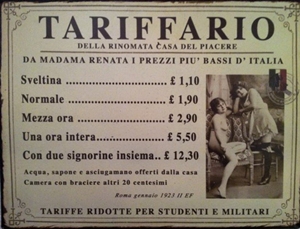 TARIFFARIO
DELLA RINOMATA CASA DEL PIACERE
DA MADAMA RENATA I PREZZI PIU' BASSI D' ITALIA
Sveltina ........ £ 1,10
Normale ........ £ 1,90
Mezza ora ........ £ 2,90
Una ora intera........ £ 5,50
Con due signorine insieme.. £ 12,30
Acqua, sapone e asciugamano offerti dalla casa
Camera con braciere altri 20 centesimi
Roma gennaio 1923 II EF
TARIFFE RIDOTTE PER STUDENTI E MILITARI